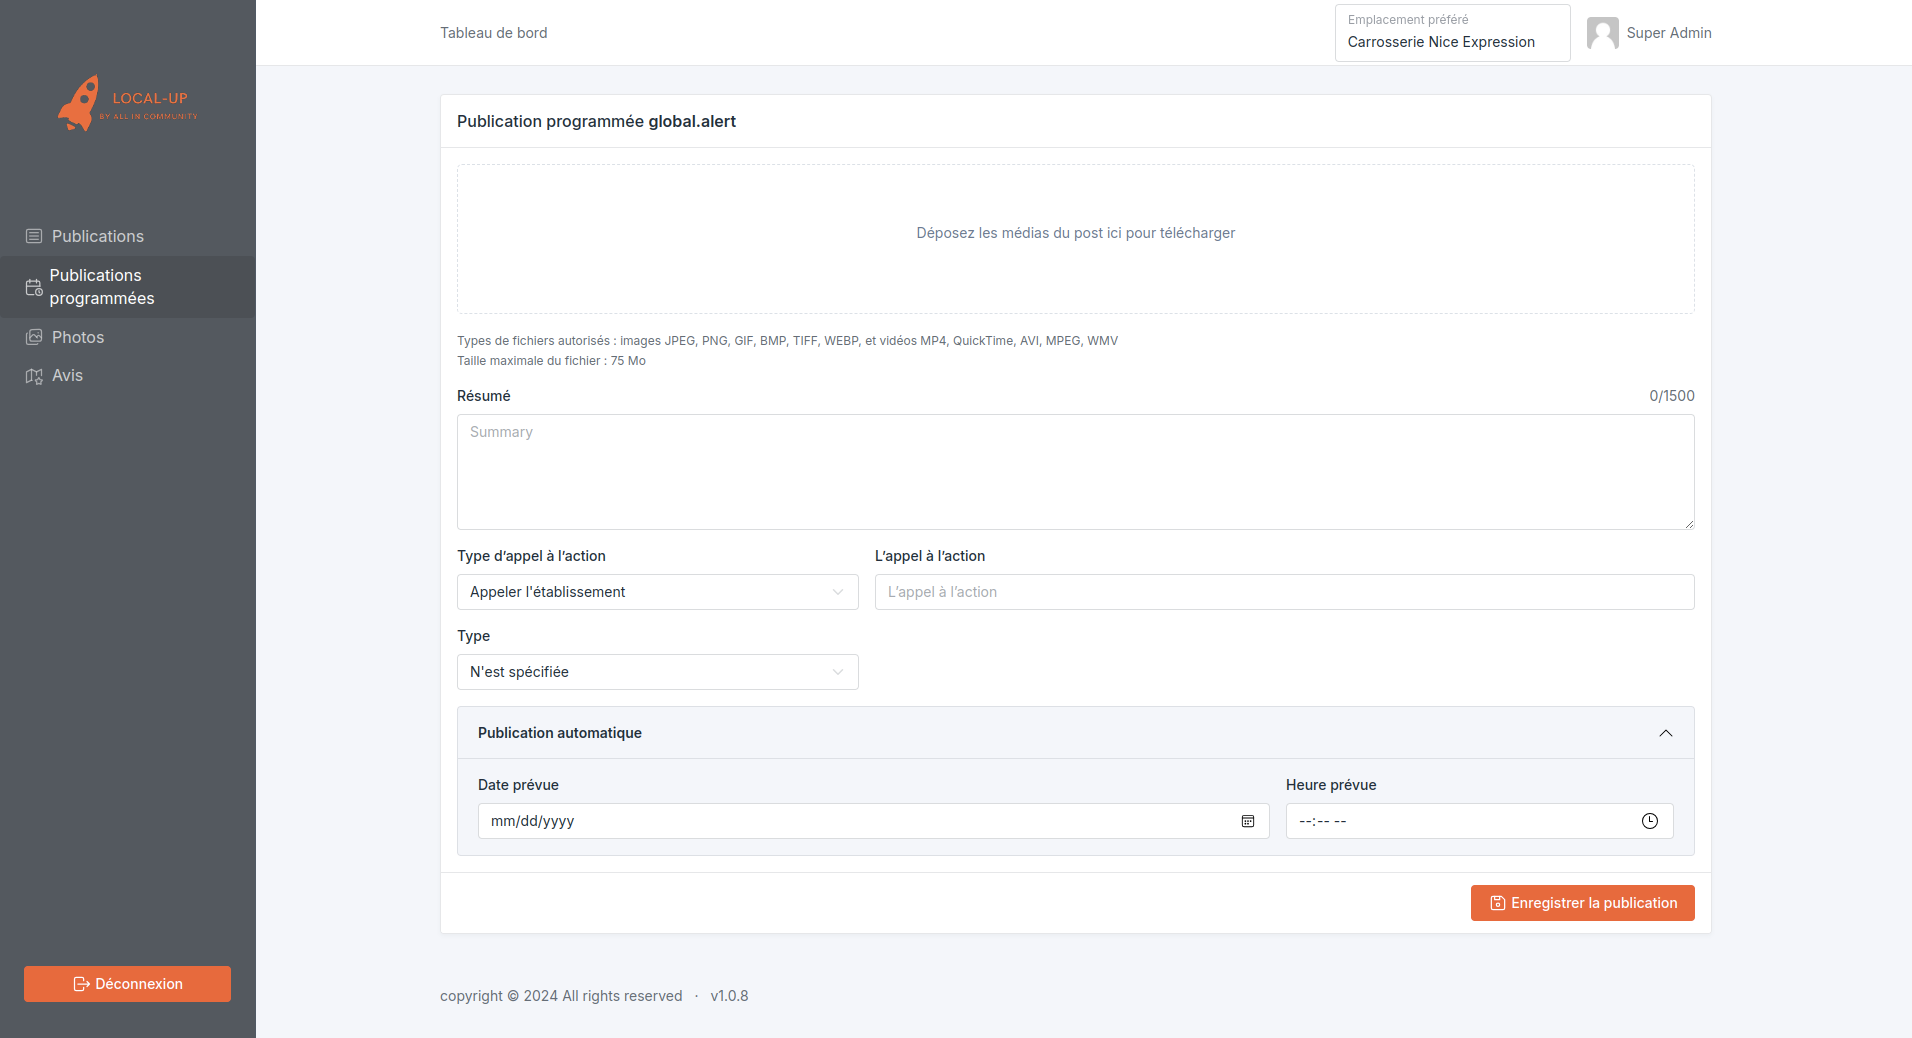 LOCAL-UP
BY ALL IN COMMUNITY
Publications
Publications
programmées
Photos
Avis
Déconnexion
Tableau de bord
Emplacement préféré
Carrosserie Nice Expression
Super Admin
Publication programmée global.alert
Déposez les médias du post ici pour télécharger
Types de fichiers autorisés : images JPEG, PNG, GIF, BMP, TIFF, WEBP, et vidéos MP4, QuickTime, AVI, MPEG, WMV
Taille maximale du fichier : 75 Mo
Résumé 0/1500
Summary
Type d’appel à l’action L’appel à l’action
Appeler l'établissement L’appel à l’action
Type
N'est spécifiée
Publication automatique
Date prévue Heure prévue
mm/dd/yyyy --:-- --
Enregistrer la publication
copyright © 2024 All rights reserved · v1.0.8